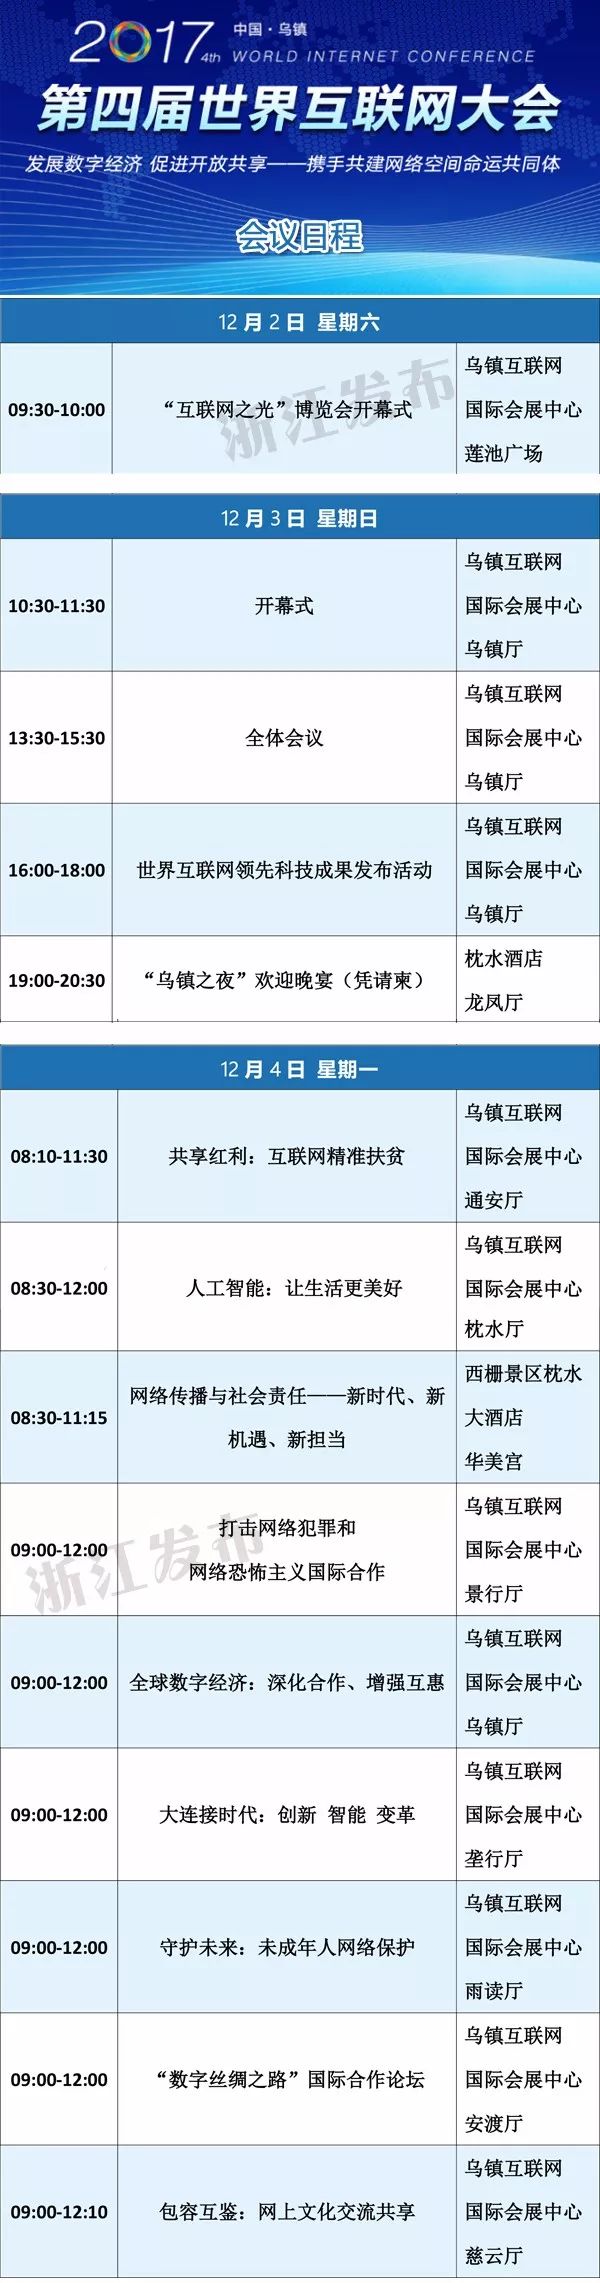 2017
4th
中国·乌镇
WORLD INTERNET CONFERENCE
第四届世界互联网大会
发展数字经济 促进开放共享——携手共建网络空间命运共同体
会议日程
12月2日 星期六
09:30-10:00
“互联网之光”博览会开幕式
乌镇互联网
国际会展中心
莲池广场
浙江发布
12月3日 星期日
10:30-11:30
开幕式
乌镇互联网
国际会展中心
乌镇厅
13:30-15:30
全体会议
乌镇互联网
国际会展中心
乌镇厅
16:00-18:00
世界互联网领先科技成果发布活动
乌镇互联网
国际会展中心
乌镇厅
19:00-20:30
“乌镇之夜”欢迎晚宴（凭请柬）
枕水酒店
龙凤厅
12月4日 星期一
08:10-11:30
共享红利：互联网精准扶贫
乌镇互联网
国际会展中心
通安厅
08:30-12:00
人工智能：让生活更美好
乌镇互联网
国际会展中心
枕水厅
08:30-11:15
网络传播与社会责任——新时代、新
机遇、新担当
西栅景区枕水
大酒店
华美宫
09:00-12:00
打击网络犯罪和
网络恐怖主义国际合作
乌镇互联网
国际会展中心
景行厅
浙江发布
09:00-12:00
全球数字经济：深化合作、增强互惠
乌镇互联网
国际会展中心
乌镇厅
09:00-12:00
大连接时代：创新 智能 变革
乌镇互联网
国际会展中心
垄行厅
09:00-12:00
守护未来：未成年人网络保护
乌镇互联网
国际会展中心
雨读厅
09:00-12:00
“数字丝绸之路”国际合作论坛
乌镇互联网
国际会展中心
安渡厅
09:00-12:10
包容互鉴：网上文化交流共享
乌镇互联网
国际会展中心
慈云厅